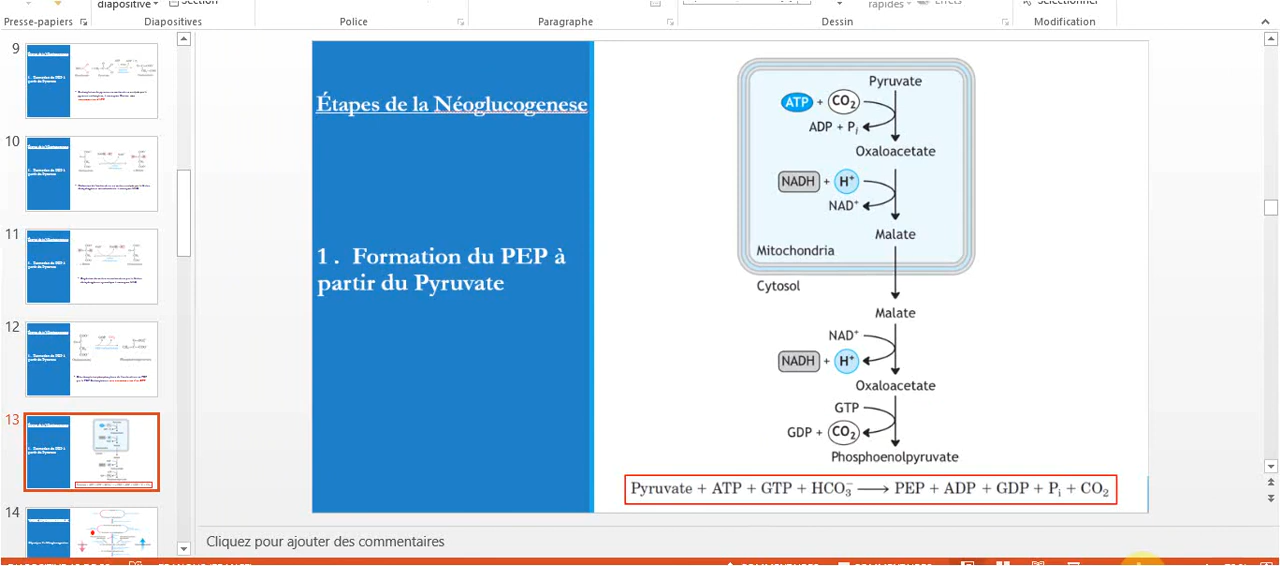 diapositive
Section
rapides
Effets
Sélectionner
Presse-papiers
Diapositives
Police
Paragraphe
Dessin
Modification
9
10
11
12
13
14
Étapes de la Néoglucogenese
1 . Formation du PEP à
partir du Pyruvate
Pyruvate
ATP + CO₂
ADP + Pᵢ
Oxaloacetate
NADH + H⁺
NAD⁺
Malate
Mitochondria
Cytosol
Malate
NAD⁺
NADH + H⁺
Oxaloacetate
GTP
GDP + CO₂
Phosphoenolpyruvate
Pyruvate + ATP + GTP + HCO₃⁻ ⟶ PEP + ADP + GDP + Pᵢ + CO₂
Cliquez pour ajouter des commentaires